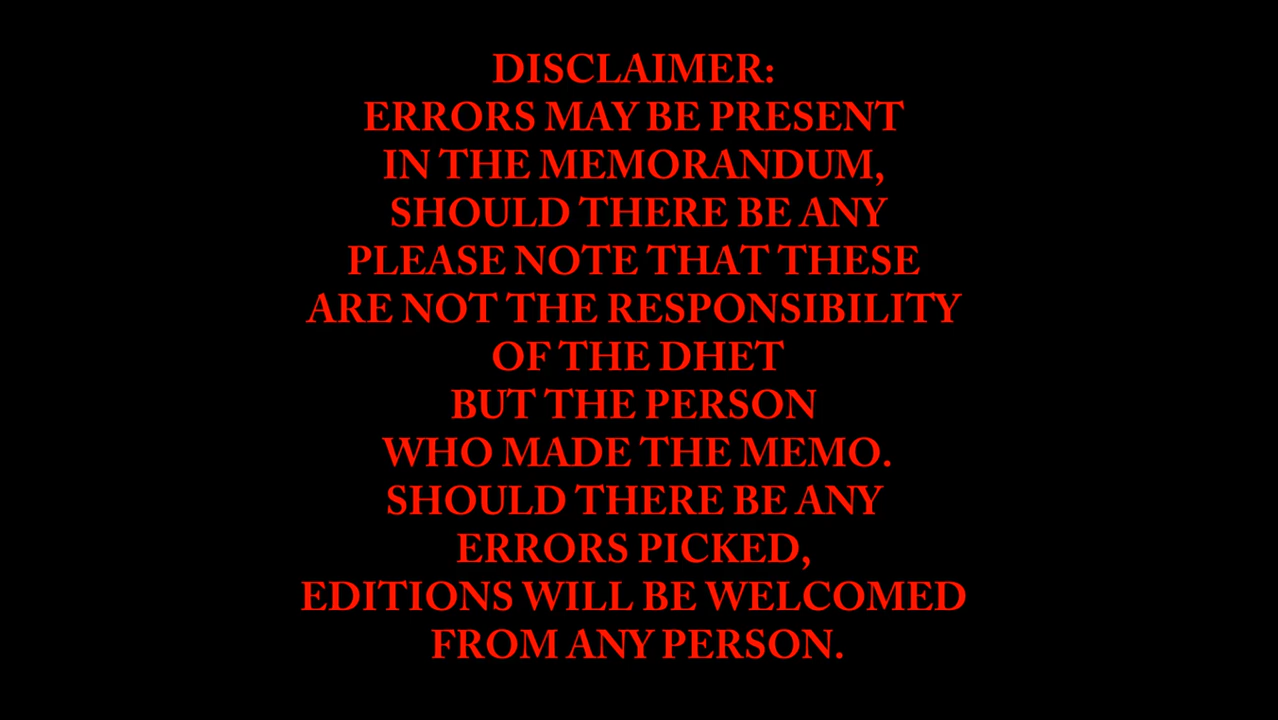 DISCLAIMER:
ERRORS MAY BE PRESENT
IN THE MEMORANDUM,
SHOULD THERE BE ANY
PLEASE NOTE THAT THESE
ARE NOT THE RESPONSIBILITY
OF THE DHET
BUT THE PERSON
WHO MADE THE MEMO.
SHOULD THERE BE ANY
ERRORS PICKED,
EDITIONS WILL BE WELCOMED
FROM ANY PERSON.